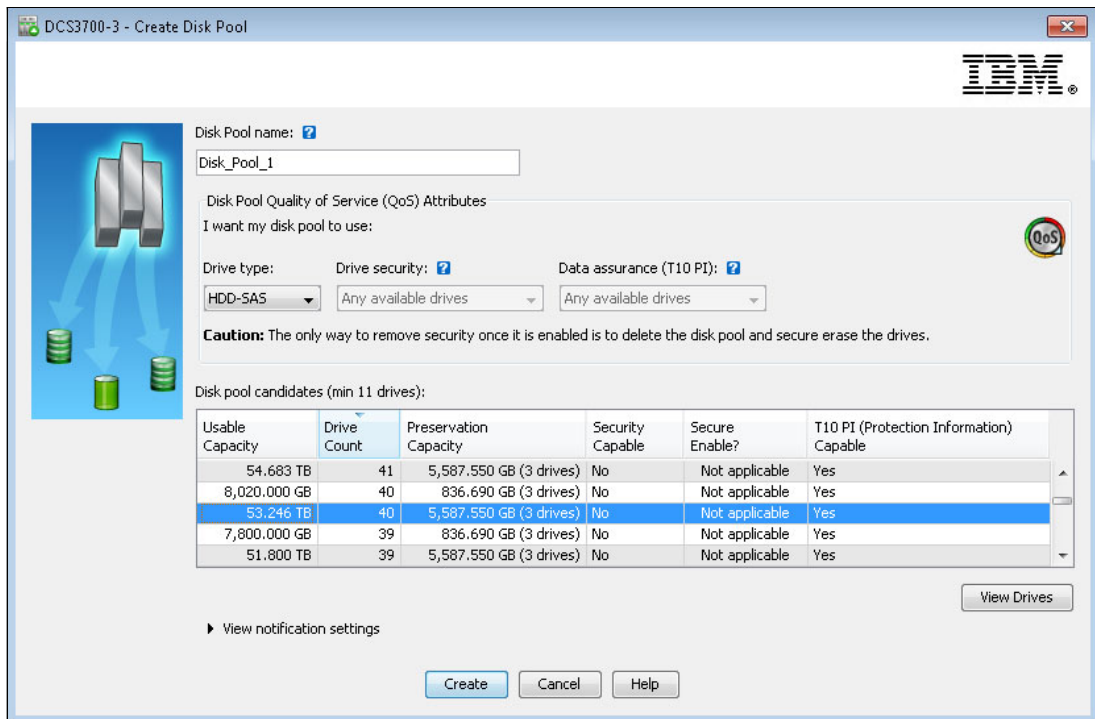 DCS3700-3 - Create Disk Pool
IBM®
Disk Pool name:
Disk_Pool_1
Disk Pool Quality of Service (QoS) Attributes
I want my disk pool to use:
QoS
Drive type: Drive security: Data assurance (T10 PI):
HDD-SAS Any available drives Any available drives
Caution: The only way to remove security once it is enabled is to delete the disk pool and secure erase the drives.
Disk pool candidates (min 11 drives):
Usable Capacity Drive Count Preservation Capacity Security Capable Secure Enable? T10 PI (Protection Information) Capable
54.683 TB 41 5,587.550 GB (3 drives) No Not applicable Yes
8,020.000 GB 40 836.690 GB (3 drives) No Not applicable Yes
53.246 TB 40 5,587.550 GB (3 drives) No Not applicable Yes
7,800.000 GB 39 836.690 GB (3 drives) No Not applicable Yes
51.800 TB 39 5,587.550 GB (3 drives) No Not applicable Yes
View Drives
View notification settings
Create Cancel Help